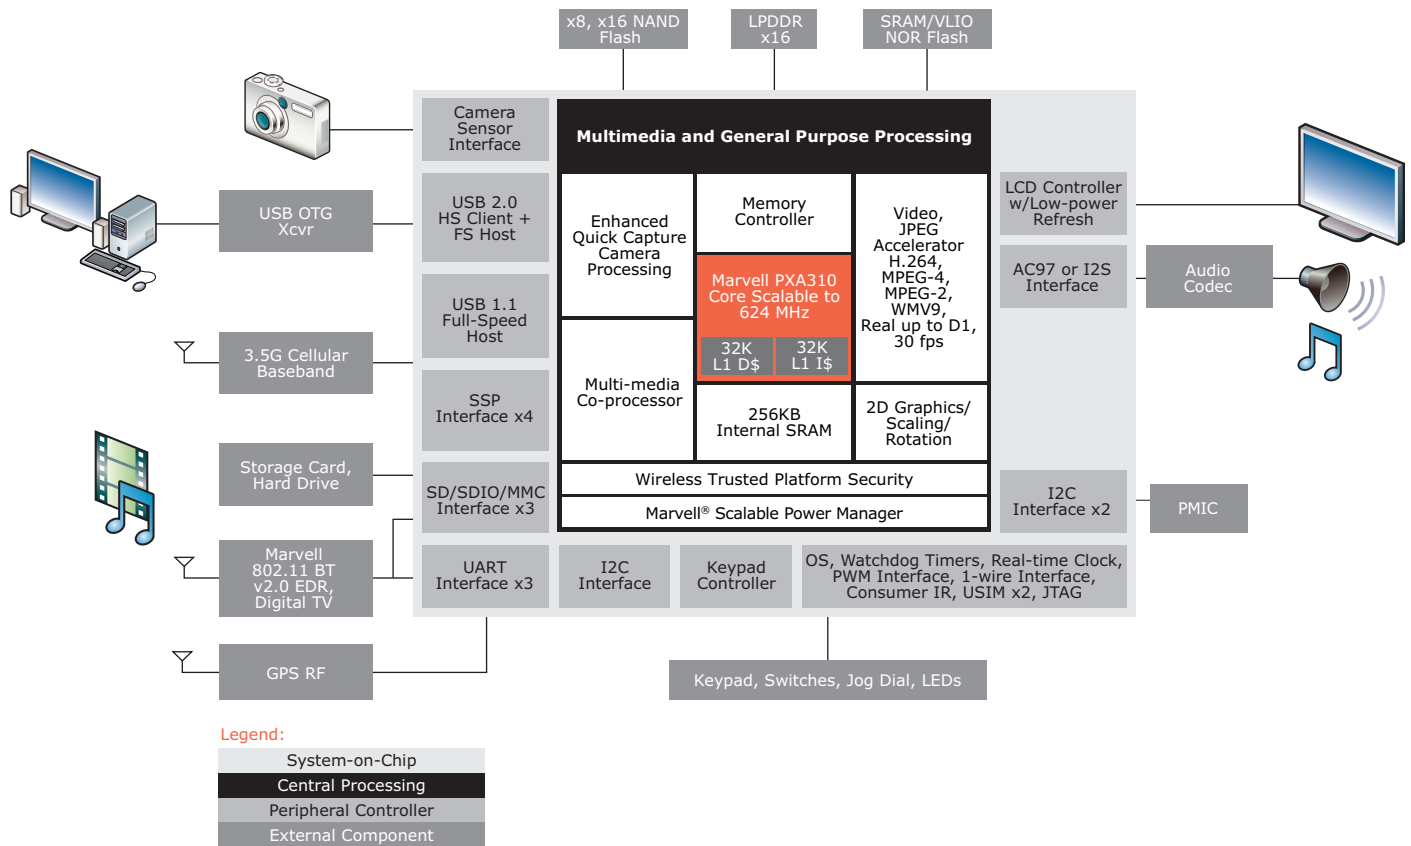 x8, x16 NAND
Flash
LPDDR
x16
SRAM/VLIO
NOR Flash
Camera
Sensor
Interface
Multimedia and General Purpose Processing
USB OTG
Xcvr
USB 2.0
HS Client +
FS Host
Enhanced
Quick Capture
Camera
Processing
Memory
Controller
Video,
JPEG
Accelerator
H.264,
MPEG-4,
MPEG-2,
WMV9,
Real up to D1,
30 fps
LCD Controller
w/Low-power
Refresh
AC97 or I2S
Interface
Audio
Codec
USB 1.1
Full-Speed
Host
Marvell PXA310
Core Scalable to
624 MHz
32K
L1 D$
32K
L1 I$
3.5G Cellular
Baseband
SSP
Interface x4
Multi-media
Co-processor
256KB
Internal SRAM
2D Graphics/
Scaling/
Rotation
Storage Card,
Hard Drive
SD/SDIO/MMC
Interface x3
Wireless Trusted Platform Security
Marvell® Scalable Power Manager
I2C
Interface x2
PMIC
Marvell
802.11 BT
v2.0 EDR,
Digital TV
UART
Interface x3
I2C
Interface
Keypad
Controller
OS, Watchdog Timers, Real-time Clock,
PWM Interface, 1-wire Interface,
Consumer IR, USIM x2, JTAG
GPS RF
Keypad, Switches, Jog Dial, LEDs
Legend:
System-on-Chip
Central Processing
Peripheral Controller
External Component